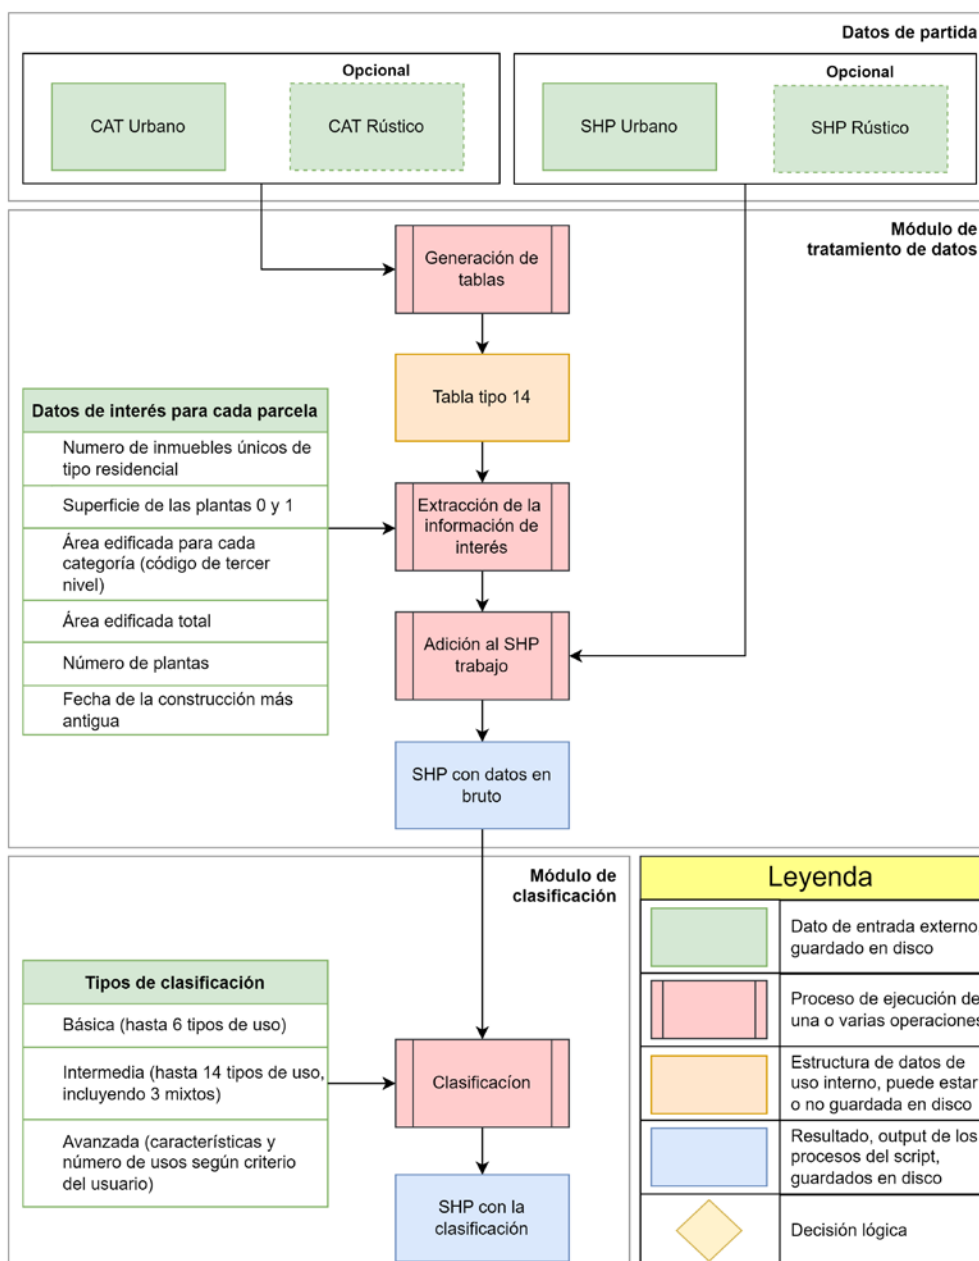 Datos de partida
Opcional
CAT Urbano
CAT Rústico
Opcional
SHP Urbano
SHP Rústico
Módulo de
tratamiento de datos
Generación de
tablas
Tabla tipo 14
Datos de interés para cada parcela
Numero de inmuebles únicos de
tipo residencial
Superficie de las plantas 0 y 1
Área edificada para cada
categoría (código de tercer
nivel)
Área edificada total
Número de plantas
Fecha de la construcción más
antigua
Extracción de la
información de
interés
Adición al SHP
trabajo
SHP con datos en
bruto
Módulo de
clasificación
Tipos de clasificación
Básica (hasta 6 tipos de uso)
Intermedia (hasta 14 tipos de uso,
incluyendo 3 mixtos)
Avanzada (características y
número de usos según criterio
del usuario)
Clasificacíon
SHP con la
clasificación
Leyenda
Dato de entrada externo
guardado en disco
Proceso de ejecución de
una o varias operaciones
Estructura de datos de
uso interno, puede estar
o no guardada en disco
Resultado, output de los
procesos del script,
guardados en disco
Decisión lógica